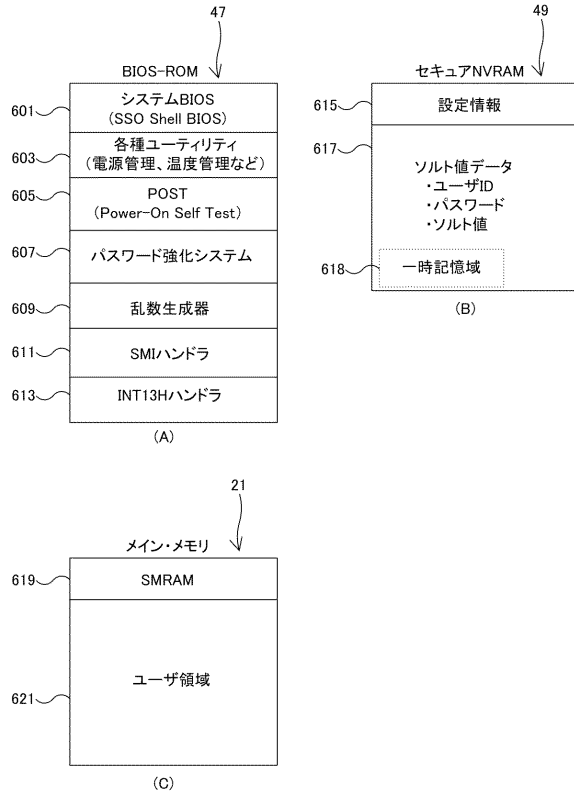 47
BIOS-ROM
601
システムBIOS
(SSO Shell BIOS)
603
各種ユーティリティ
(電源管理、温度管理など)
605
POST
(Power-On Self Test)
607
パスワード強化システム
609
乱数生成器
611
SMIハンドラ
613
INT13Hハンドラ
(A)
49
セキュアNVRAM
615
設定情報
617
ソルト値データ
・ユーザID
・パスワード
・ソルト値
618
一時記憶域
(B)
21
メイン・メモリ
619
SMRAM
621
ユーザ領域
(C)